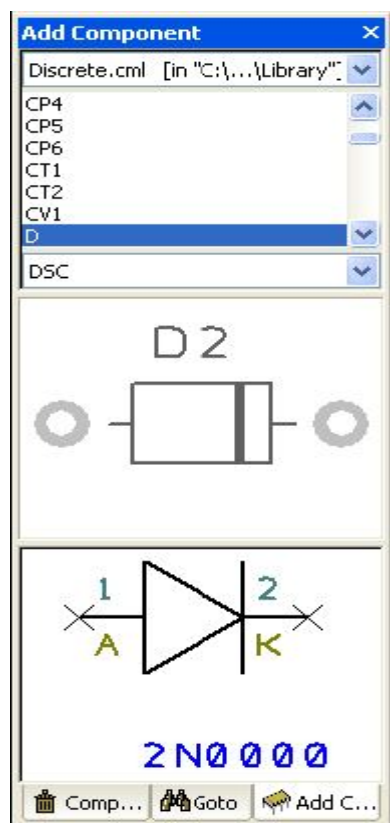 Add Component
Discrete.cml [in "C:\...\Library"]
CP4
CP5
CP6
CT1
CT2
CV1
D
DSC
D2
1 2
A K
2N0000
Comp... Goto Add C...